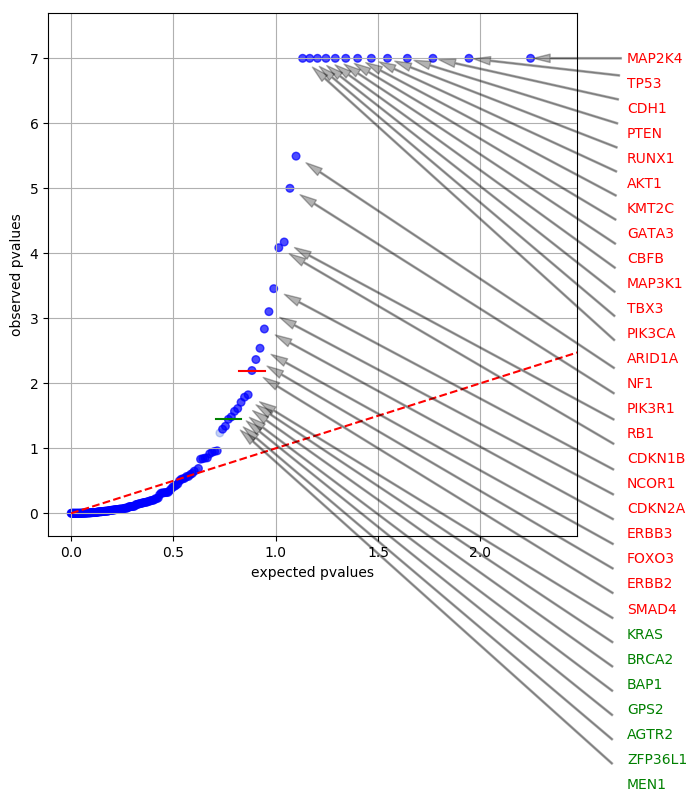 7
6
5
4
3
2
1
0
observed pvalues
0.0 0.5 1.0 1.5 2.0
expected pvalues
MAP2K4
TP53
CDH1
PTEN
RUNX1
AKT1
KMT2C
GATA3
CBFB
MAP3K1
TBX3
PIK3CA
ARID1A
NF1
PIK3R1
RB1
CDKN1B
NCOR1
CDKN2A
ERBB3
FOXO3
ERBB2
SMAD4
KRAS
BRCA2
BAP1
GPS2
AGTR2
ZFP36L1
MEN1